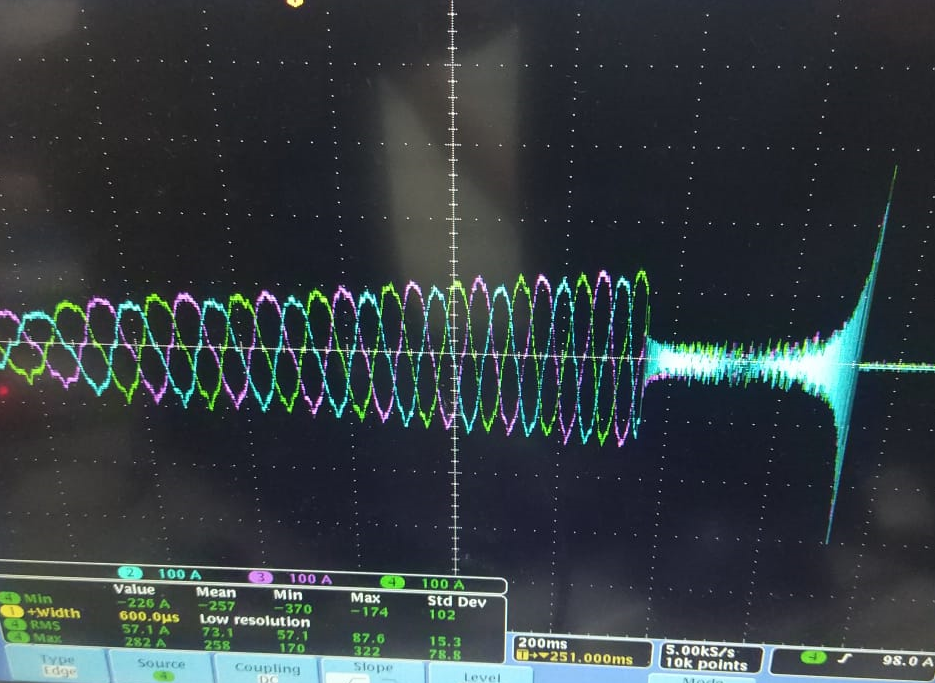 2 100 A 3 100 A 4 100 A
Value Mean Min Max Std Dev
4 Min -226 A -257 -370 -174 102
1 +Width 600.0µs Low resolution
4 RMS 57.1 A 73.1 57.1 87.6 15.3
4 Max 282 A 258 170 322 78.8
200ms
251.000ms
5.00kS/s
10k points
4 98.0 A
Type
Edge
Source
4
Coupling
DC
Slope
Level
Mode